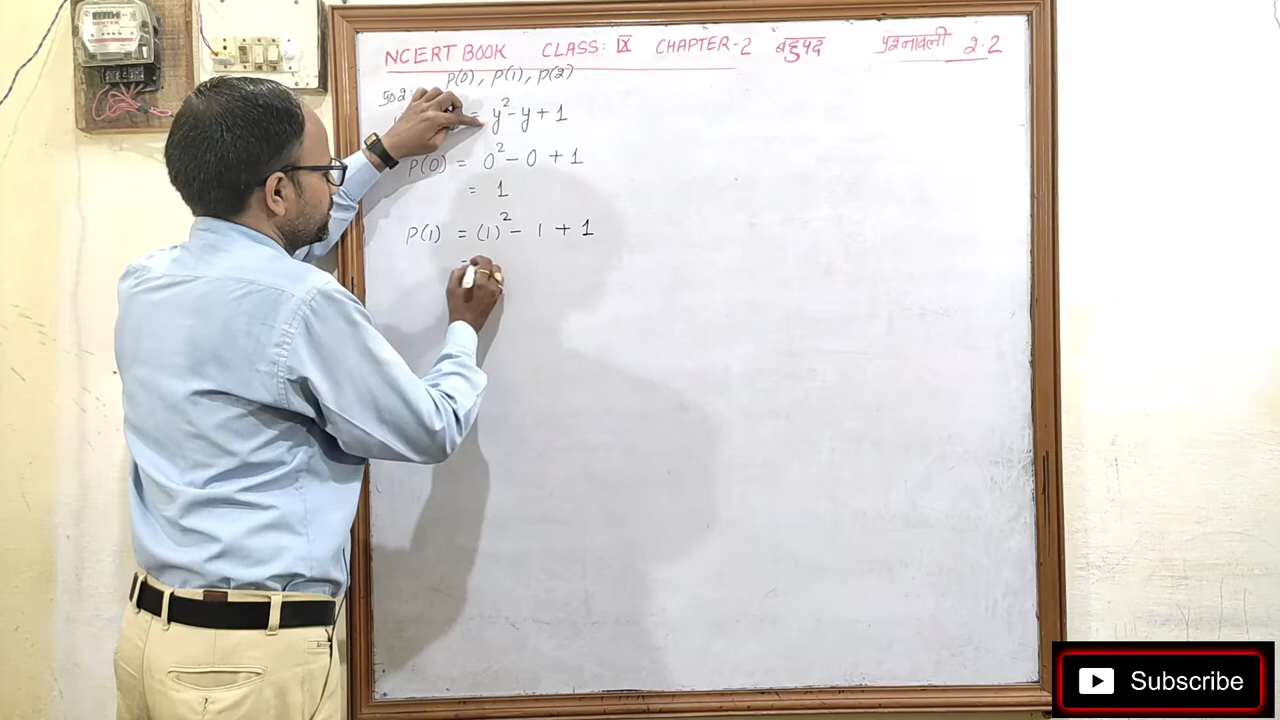 NCERT BOOK CLASS: IX CHAPTER-2 बहुपद प्रश्नावली 2.2
P(0), P(1), P(2)
प्र02:
= y²-y+1
P(0) = 0² - 0 + 1
= 1
P(1) = (1)² - 1 + 1
=
Subscribe